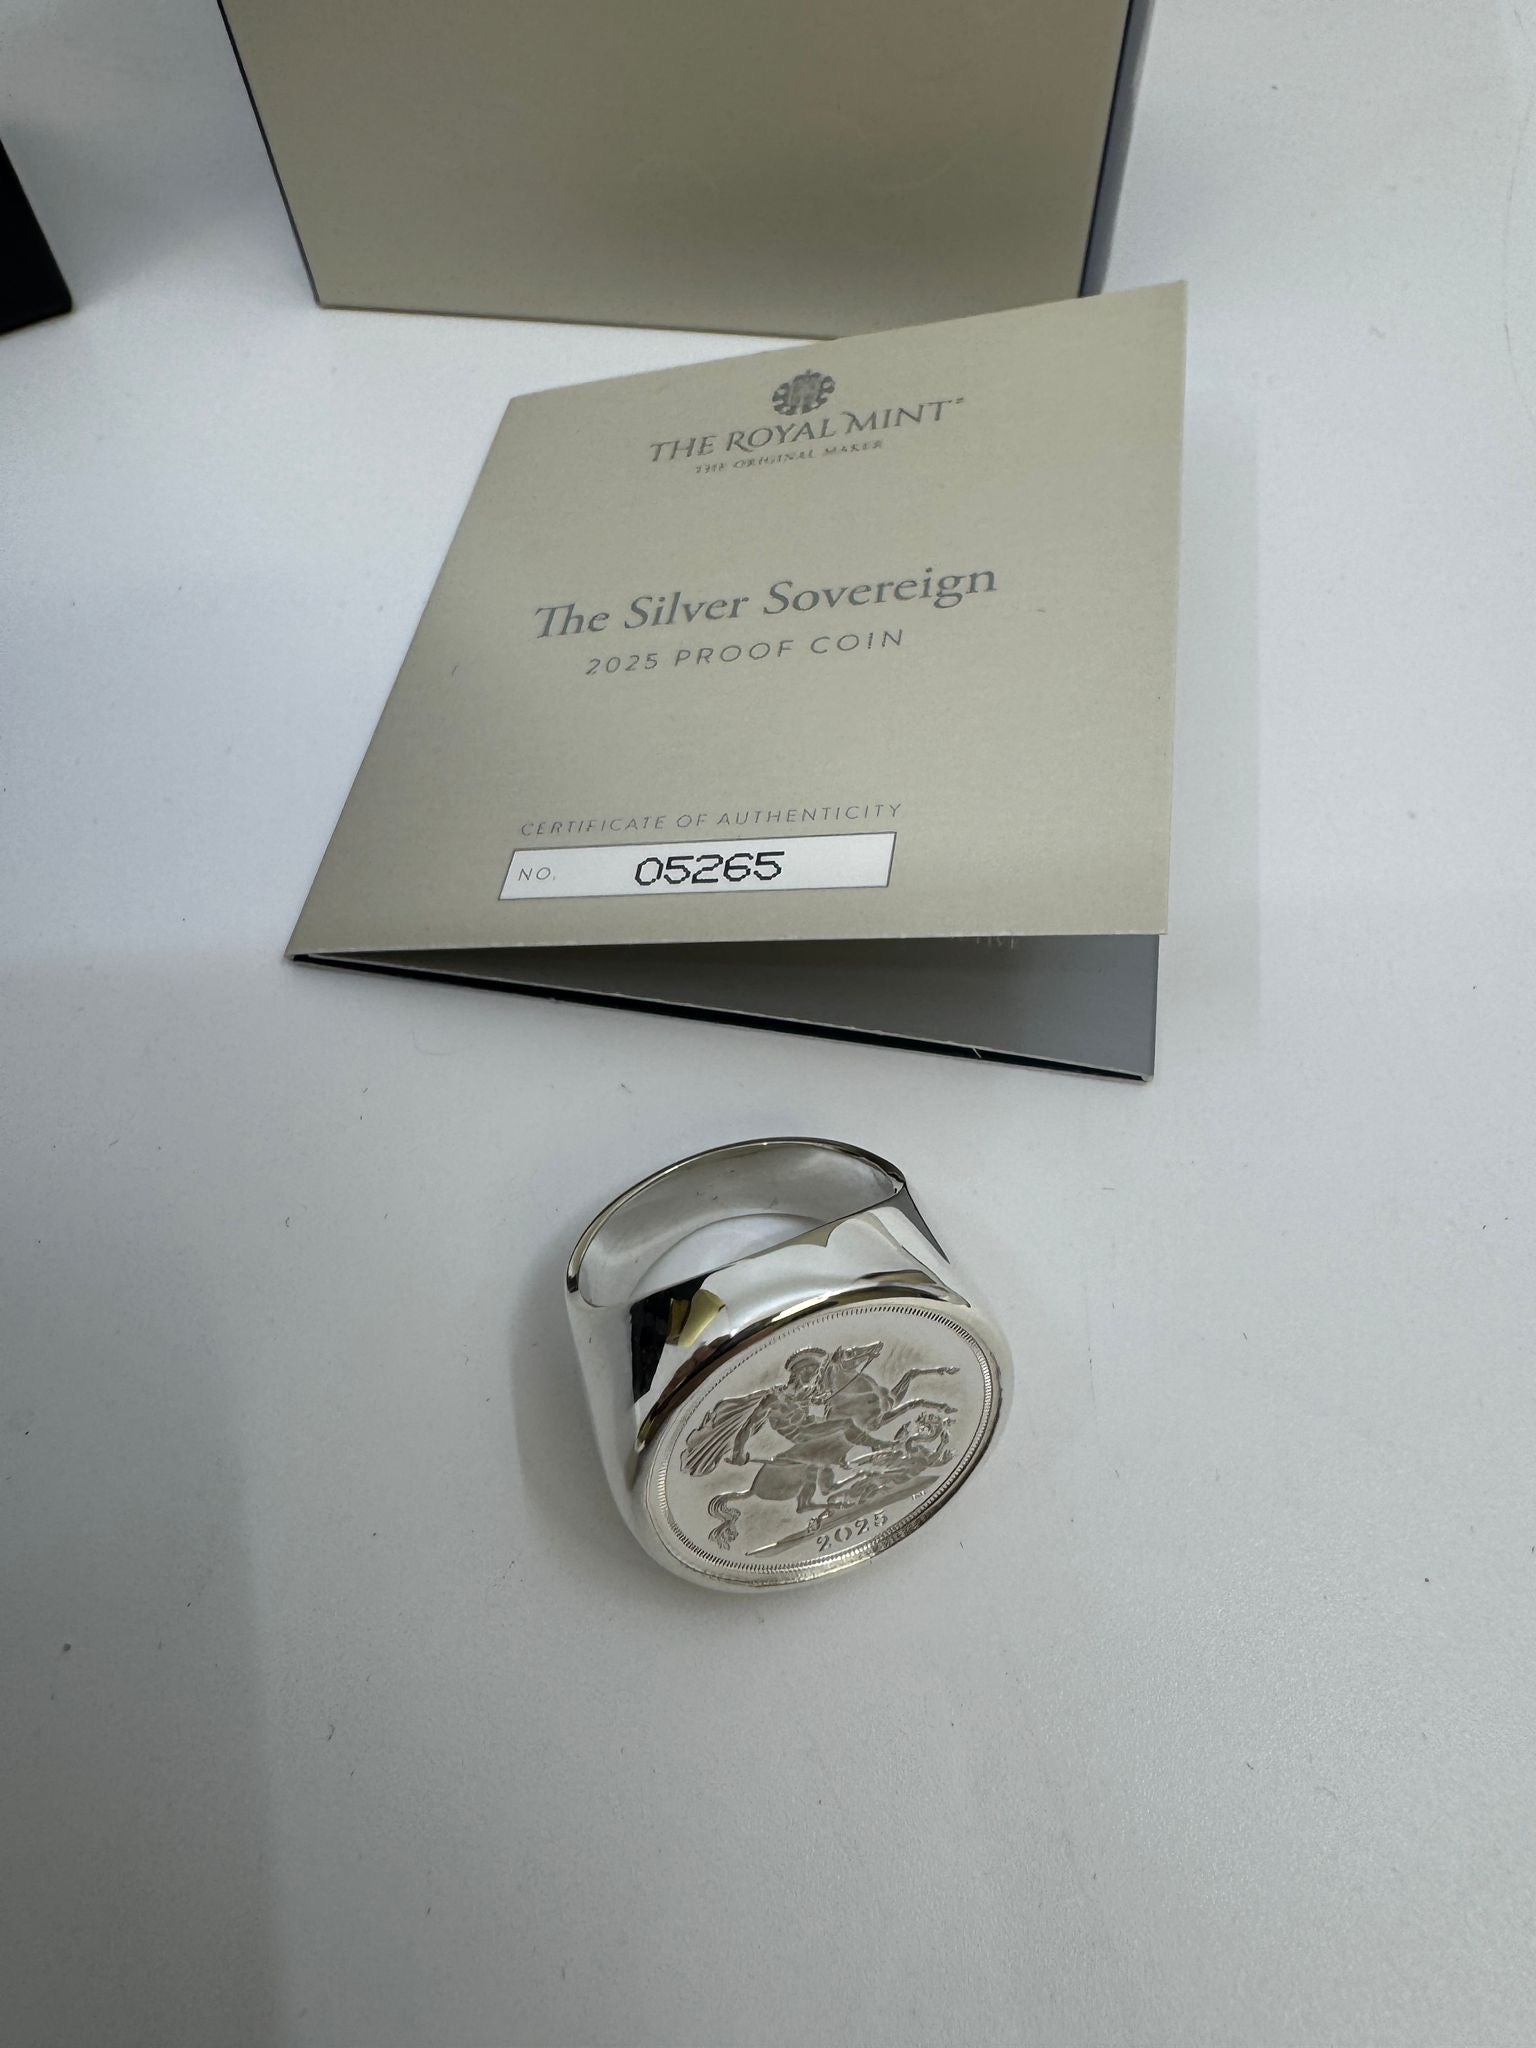 THE ROYAL MINT
THE ORIGINAL MAKER
The Silver Sovereign
2025 PROOF COIN
CERTIFICATE OF AUTHENTICITY
NO. 05265
2025